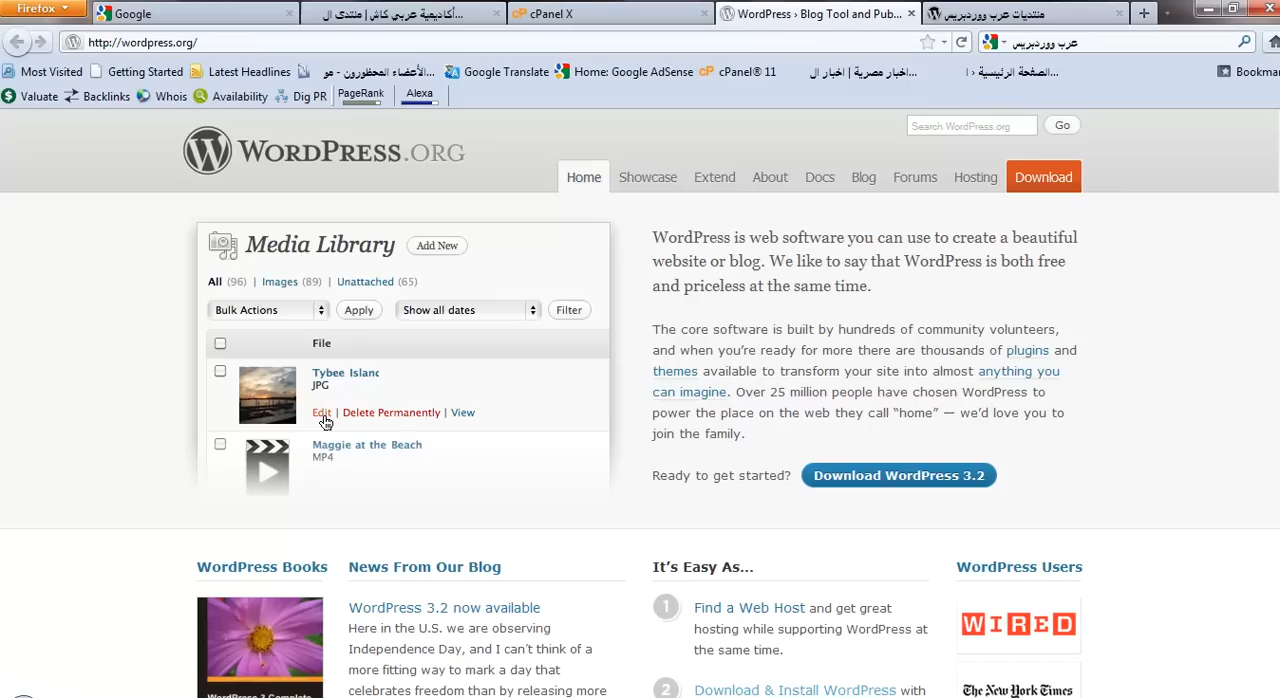 Firefox
Google
أكاديمية عربي كاش | منتدى ال...
cPanel X
WordPress › Blog Tool and Pub...
منتديات عرب ووردبريس
http://wordpress.org/
عرب ووردبريس
Most Visited
Getting Started
Latest Headlines
الأعضاء المحظورون - مو...
Google Translate
Home: Google AdSense
cPanel® 11
اخبار مصرية | اخبار ال...
الصفحة الرئيسية ‹ ا...
Bookma
Valuate
Backlinks
Whois
Availability
Dig PR
PageRank
Alexa
WORDPRESS.ORG
Search WordPress.org
Go
Home
Showcase
Extend
About
Docs
Blog
Forums
Hosting
Download
Media Library
Add New
All (96) | Images (89) | Unattached (65)
Bulk Actions
Apply
Show all dates
Filter
File
Tybee Islanc
JPG
Edit | Delete Permanently | View
Maggie at the Beach
MP4
WordPress is web software you can use to create a beautiful
website or blog. We like to say that WordPress is both free
and priceless at the same time.
The core software is built by hundreds of community volunteers,
and when you’re ready for more there are thousands of plugins and
themes available to transform your site into almost anything you
can imagine. Over 25 million people have chosen WordPress to
power the place on the web they call “home” — we’d love you to
join the family.
Ready to get started?
Download WordPress 3.2
WordPress Books
WordPress 3 Complete
News From Our Blog
WordPress 3.2 now available
Here in the U.S. we are observing
Independence Day, and I can’t think of a
more fitting way to mark a day that
celebrates freedom than by releasing more
It’s Easy As...
1
Find a Web Host and get great
hosting while supporting WordPress at
the same time.
2
Download & Install WordPress with
WordPress Users
WIRED
The New York Times